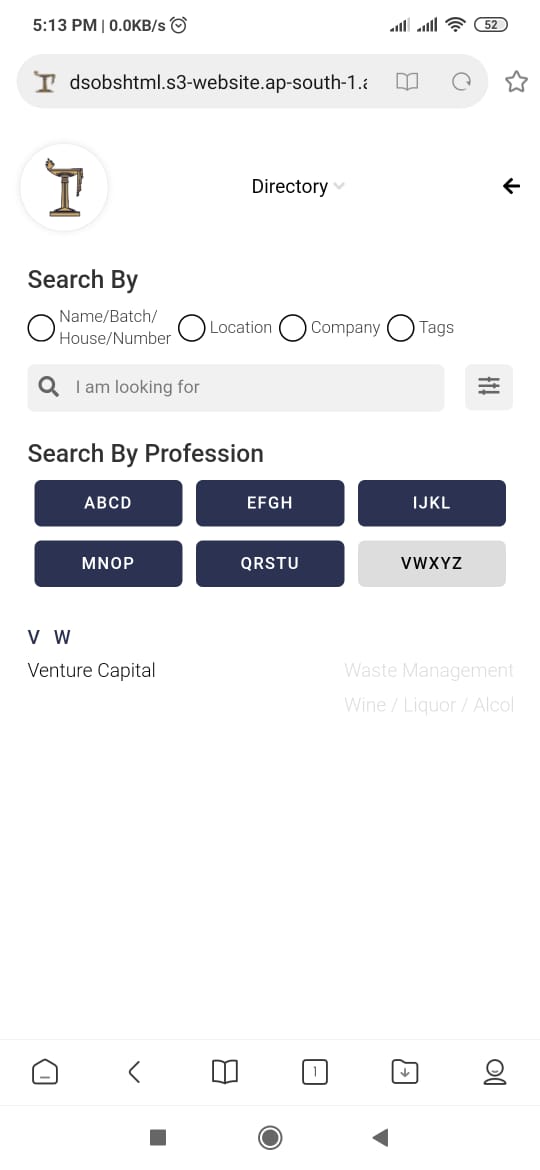 5:13 PM | 0.0KB/s
52
dsobshtml.s3-website.ap-south-1.
Directory
Search By
Name/Batch/
House/Number
Location
Company
Tags
I am looking for
Search By Profession
ABCD
EFGH
IJKL
MNOP
QRSTU
VWXYZ
V W
Venture Capital
Waste Management
Wine / Liquor / Alcol
1